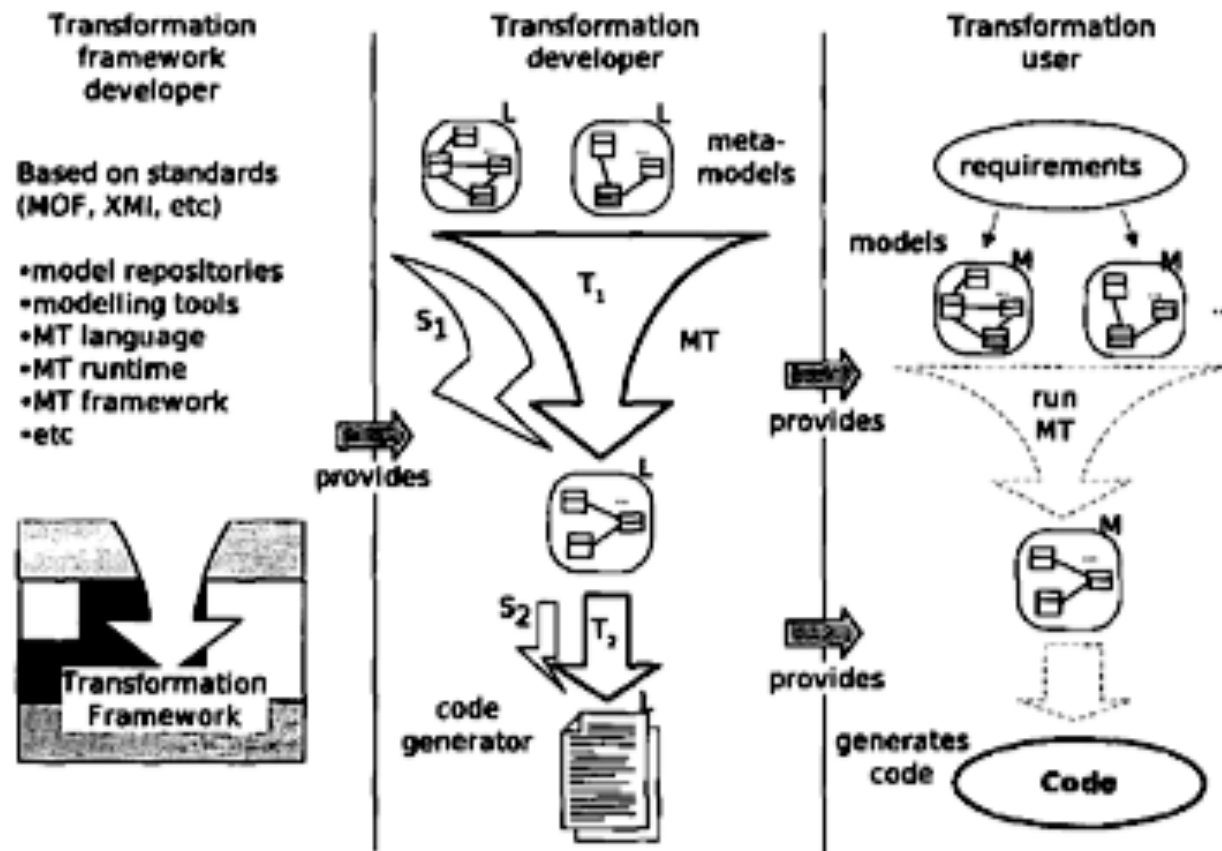 Transformation
framework
developer
Based on standards
(MOF, XMI, etc)
•model repositories
•modelling tools
•MT language
•MT runtime
•MT framework
•etc
Transformation
Framework
provides
Transformation
developer
L
L
meta-
models
T1
S1
MT
L
S2
T2
L
code
generator
provides
provides
Transformation
user
requirements
models
M
M
...
run
MT
M
generates
code
Code